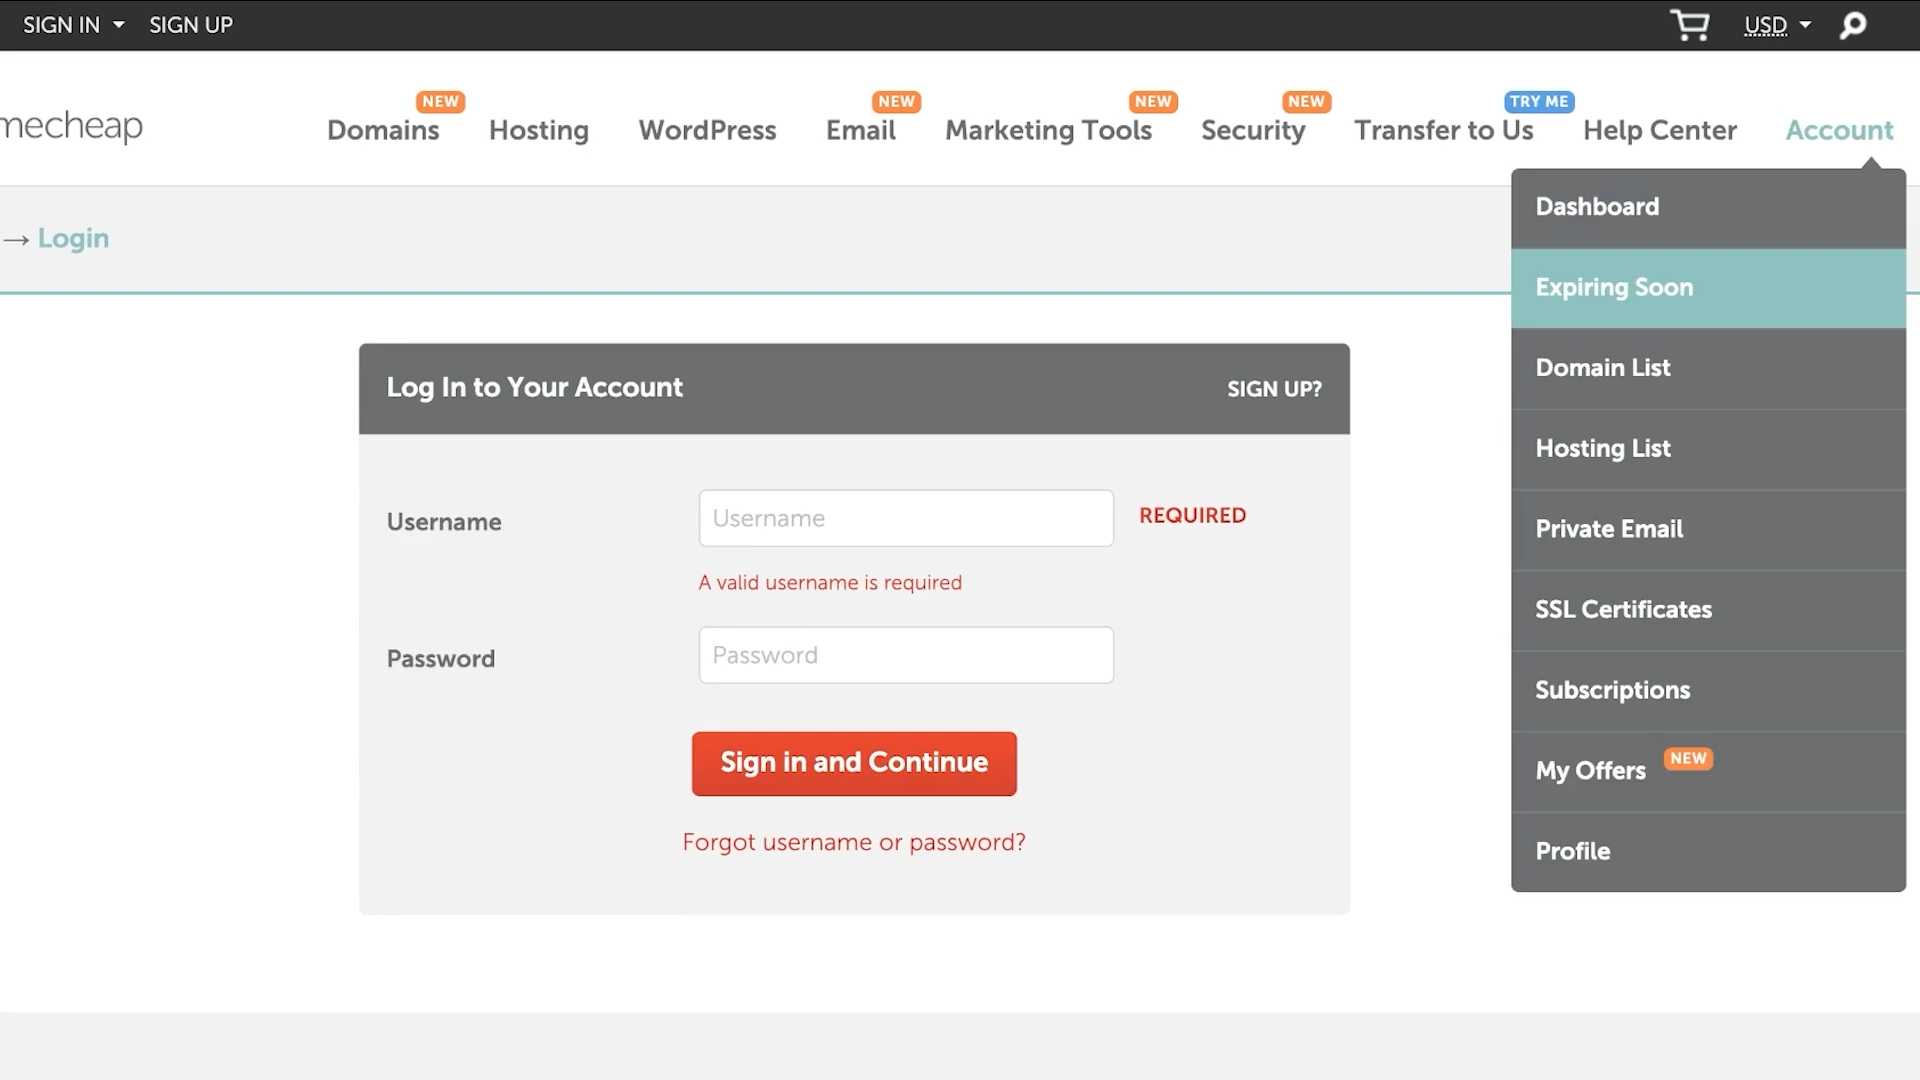 SIGN IN SIGN UP USD
NEW NEW NEW NEW TRY ME
mecheap Domains Hosting WordPress Email Marketing Tools Security Transfer to Us Help Center Account
→ Login
Dashboard
Expiring Soon
Domain List
Hosting List
Private Email
SSL Certificates
Subscriptions
My Offers NEW
Profile
Log In to Your Account SIGN UP?
Username Username REQUIRED
A valid username is required
Password Password
Sign in and Continue
Forgot username or password?